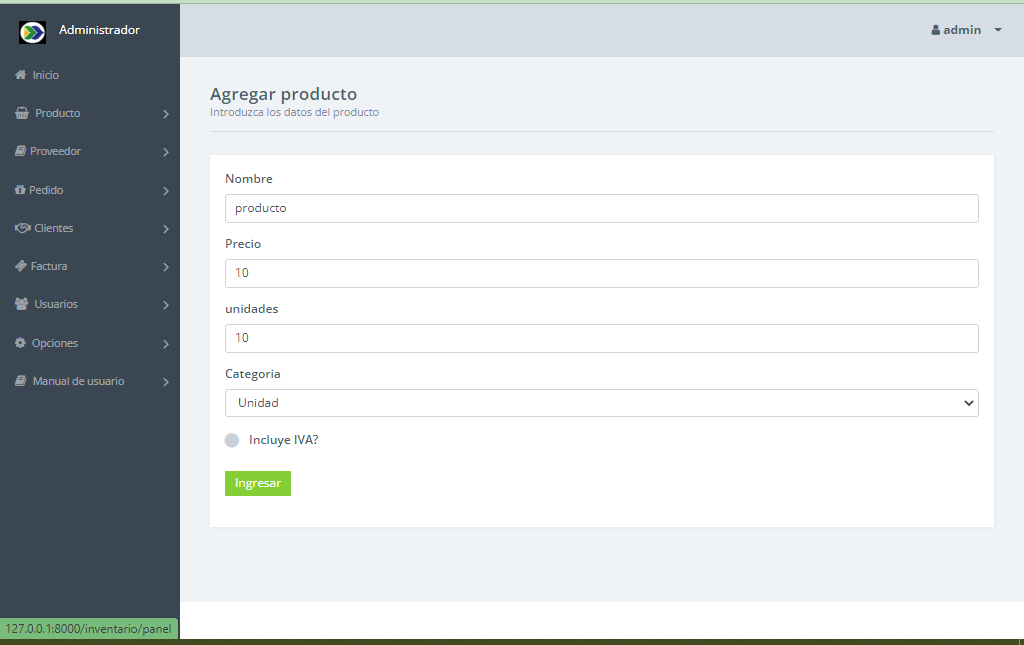 Administrador
admin
Inicio
Producto
Proveedor
Pedido
Clientes
Factura
Usuarios
Opciones
Manual de usuario
Agregar producto
Introduzca los datos del producto
Nombre
producto
Precio
10
unidades
10
Categoria
Unidad
Incluye IVA?
Ingresar
127.0.0.1:8000/inventario/panel